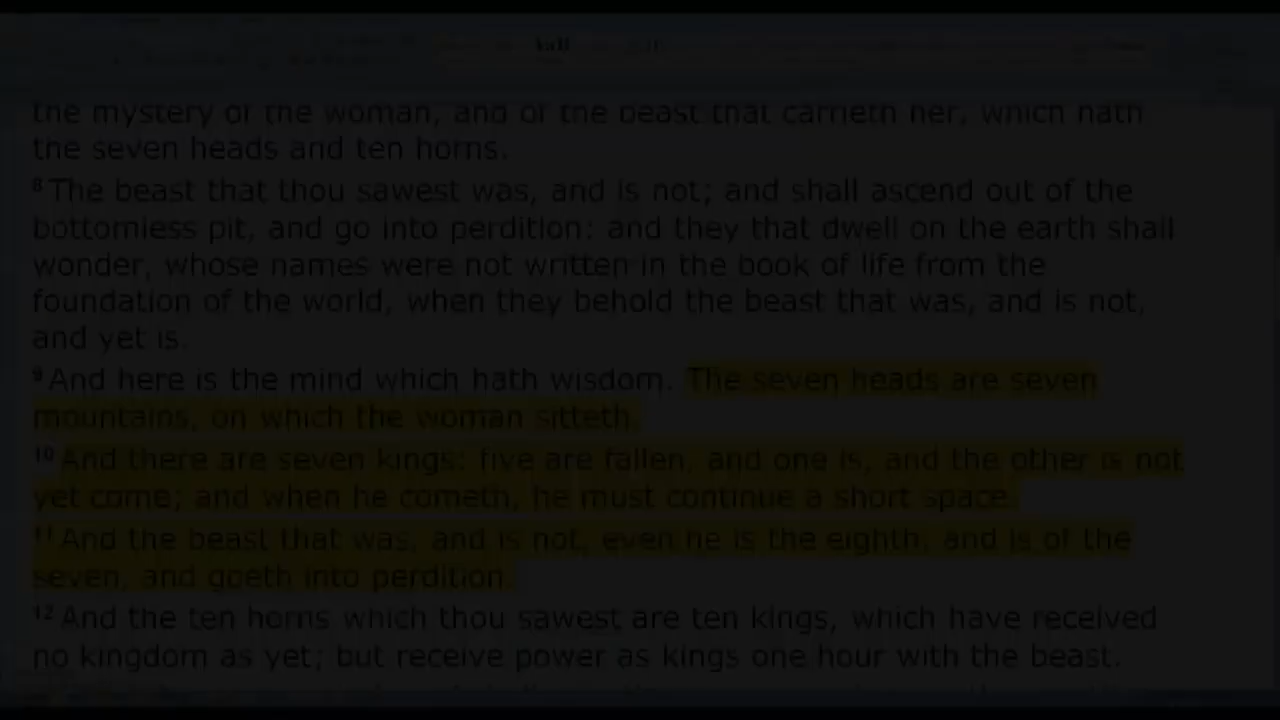 the mystery of the woman, and of the beast that carrieth her, which hath
the seven heads and ten horns.
8 The beast that thou sawest was, and is not; and shall ascend out of the
bottomless pit, and go into perdition: and they that dwell on the earth shall
wonder, whose names were not written in the book of life from the
foundation of the world, when they behold the beast that was, and is not,
and yet is.
9 And here is the mind which hath wisdom. The seven heads are seven
mountains, on which the woman sitteth.
10 And there are seven kings: five are fallen, and one is, and the other is not
yet come; and when he cometh, he must continue a short space.
11 And the beast that was, and is not, even he is the eighth, and is of the
seven, and goeth into perdition.
12 And the ten horns which thou sawest are ten kings, which have received
no kingdom as yet; but receive power as kings one hour with the beast.